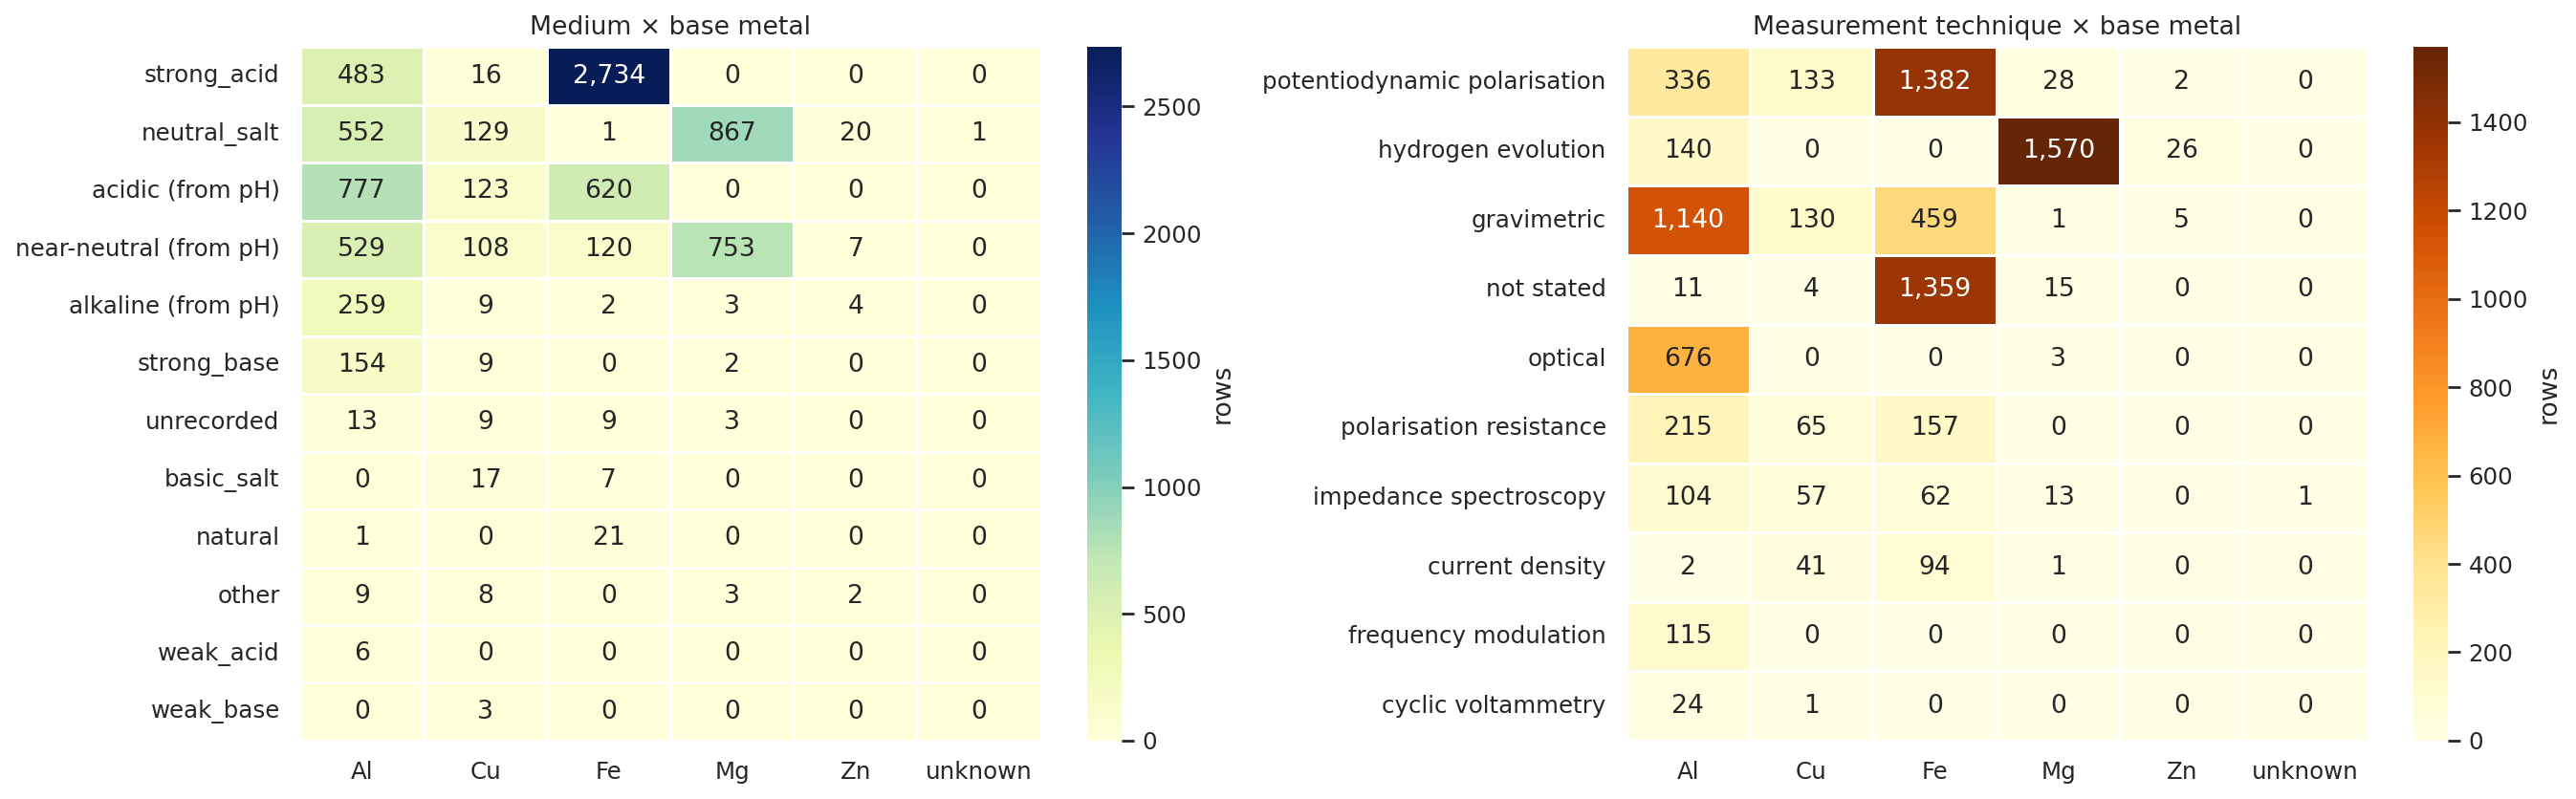 Medium × base metal
strong_acid 483 16 2,734 0 0 0
neutral_salt 552 129 1 867 20 1
acidic (from pH) 777 123 620 0 0 0
near-neutral (from pH) 529 108 120 753 7 0
alkaline (from pH) 259 9 2 3 4 0
strong_base 154 9 0 2 0 0
unrecorded 13 9 9 3 0 0
basic_salt 0 17 7 0 0 0
natural 1 0 21 0 0 0
other 9 8 0 3 2 0
weak_acid 6 0 0 0 0 0
weak_base 0 3 0 0 0 0
Al Cu Fe Mg Zn unknown
2500
2000
1500
1000
500
0
rows
Measurement technique × base metal
potentiodynamic polarisation 336 133 1,382 28 2 0
hydrogen evolution 140 0 0 1,570 26 0
gravimetric 1,140 130 459 1 5 0
not stated 11 4 1,359 15 0 0
optical 676 0 0 3 0 0
polarisation resistance 215 65 157 0 0 0
impedance spectroscopy 104 57 62 13 0 1
current density 2 41 94 1 0 0
frequency modulation 115 0 0 0 0 0
cyclic voltammetry 24 1 0 0 0 0
Al Cu Fe Mg Zn unknown
1400
1200
1000
800
600
400
200
0
rows